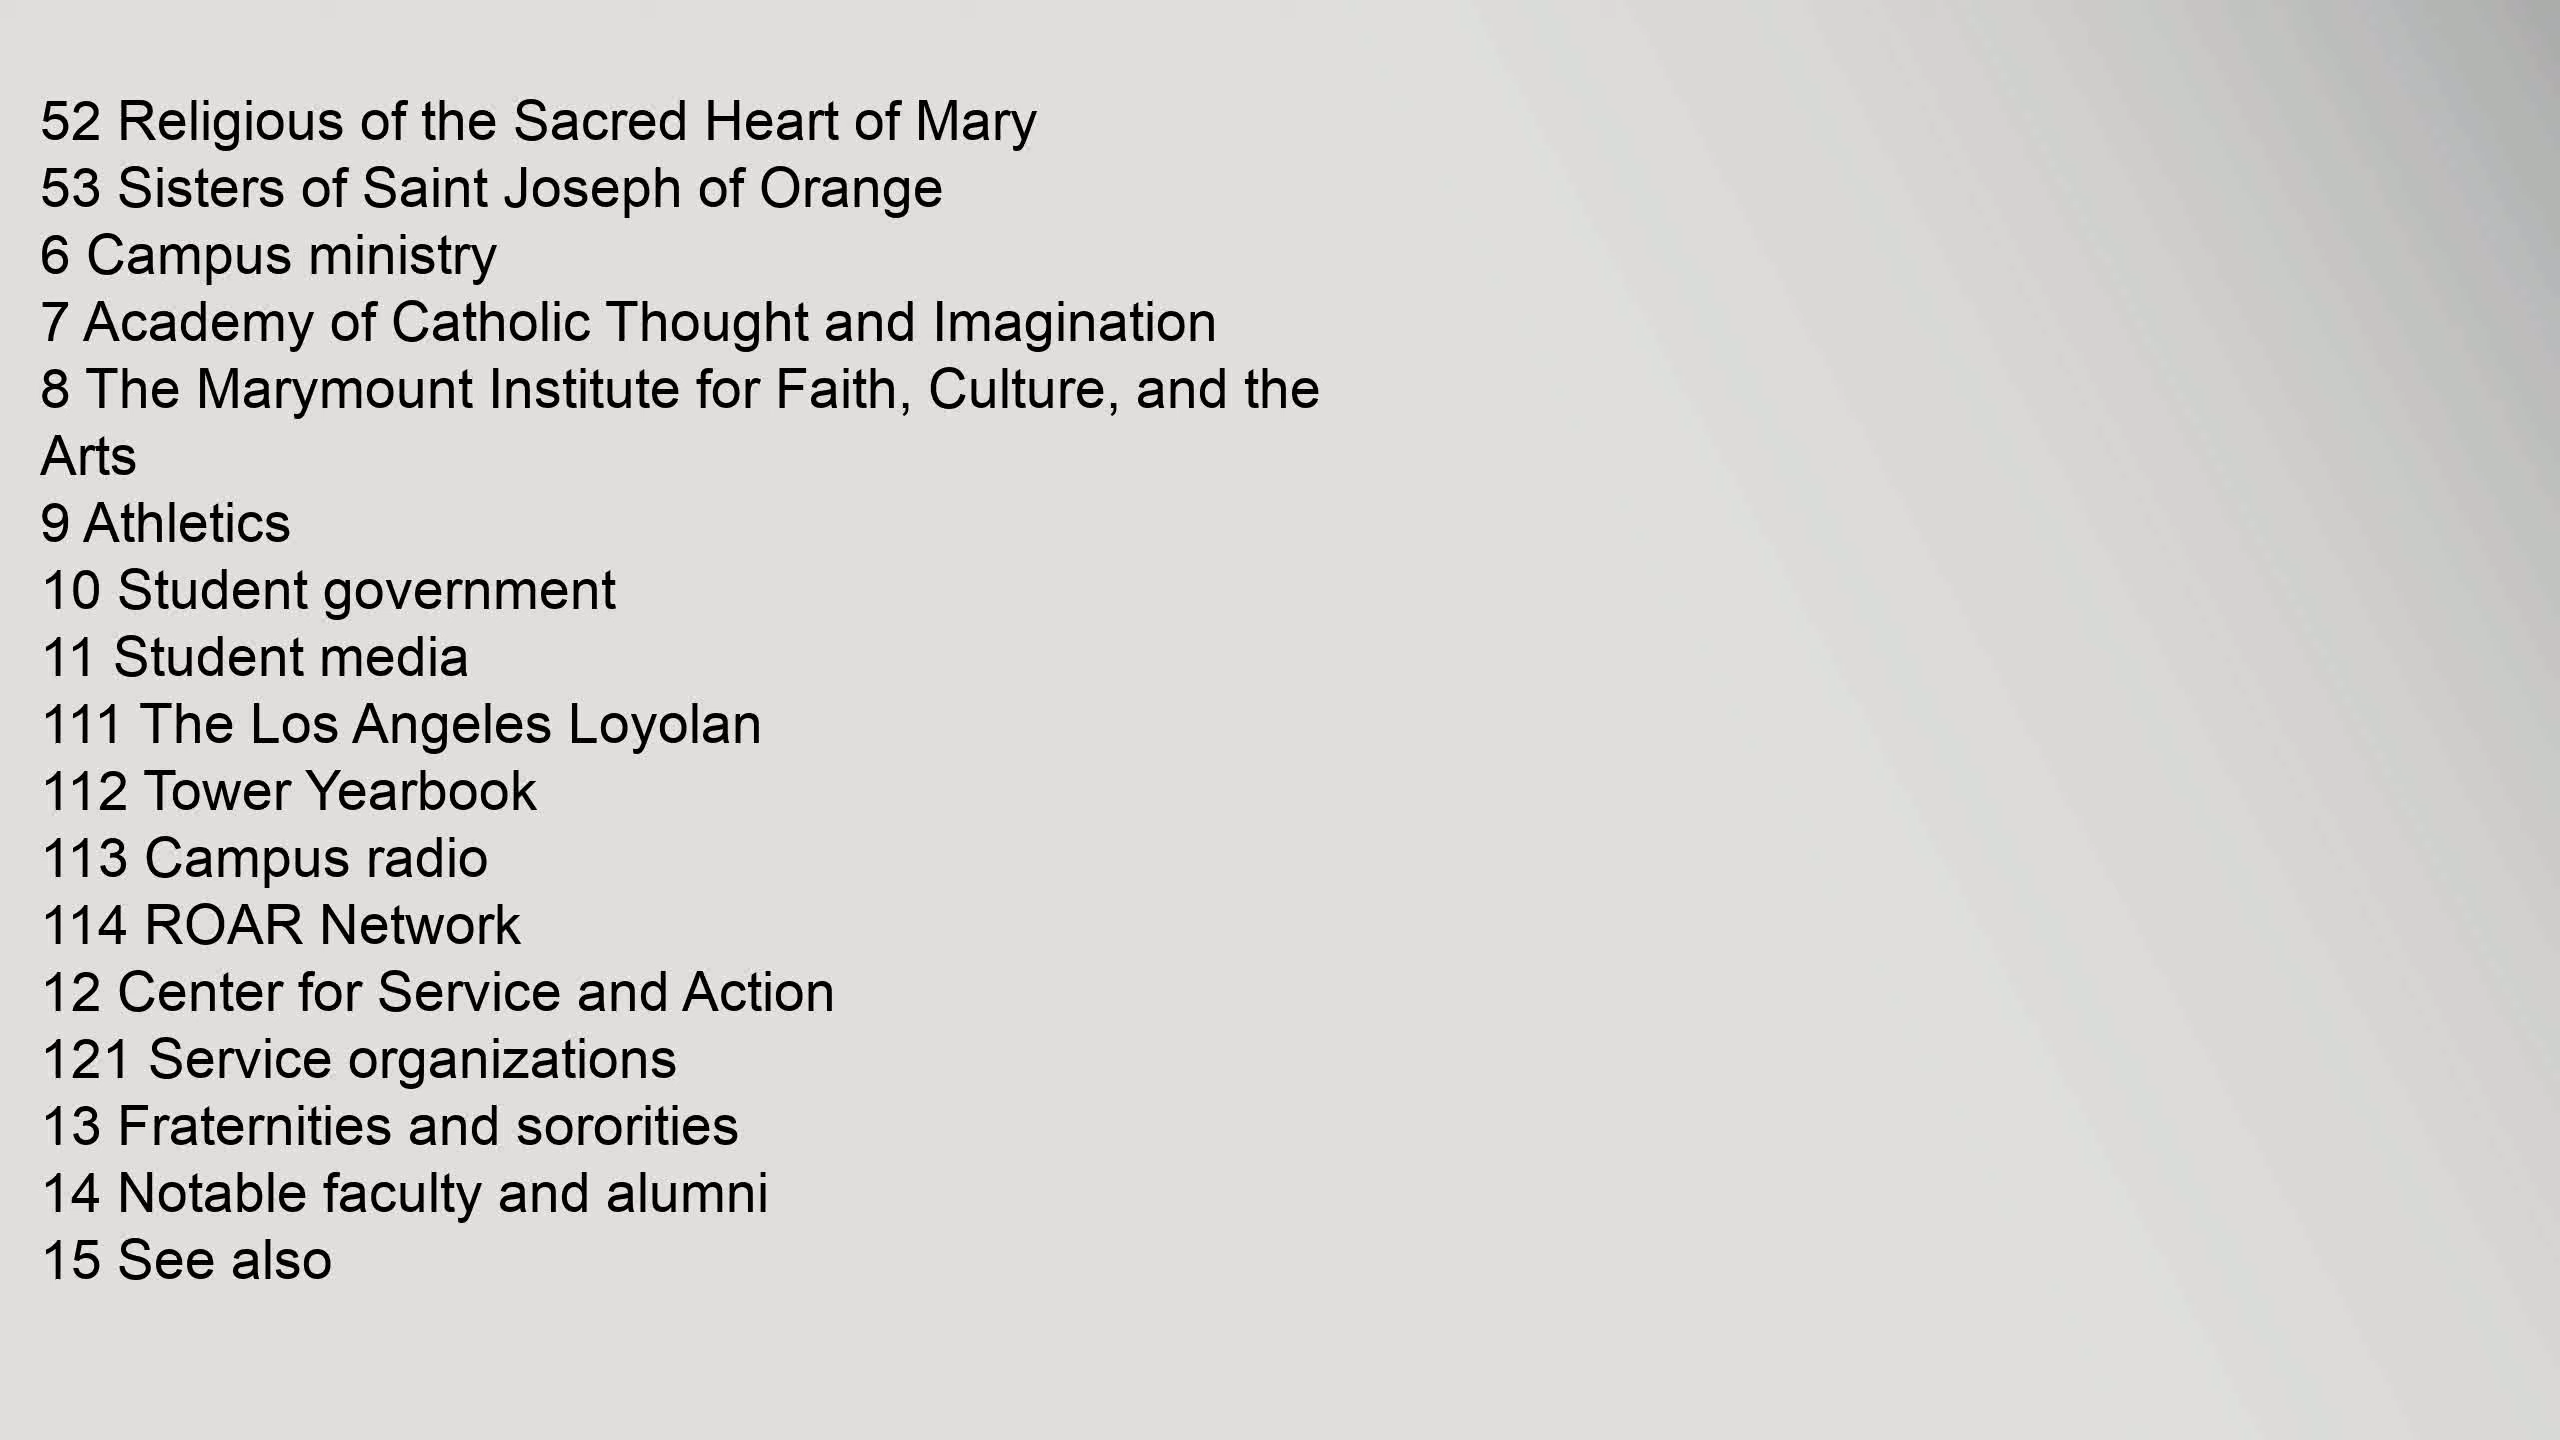 52 Religious of the Sacred Heart of Mary
53 Sisters of Saint Joseph of Orange
6 Campus ministry
7 Academy of Catholic Thought and Imagination
8 The Marymount Institute for Faith, Culture, and the
Arts
9 Athletics
10 Student government
11 Student media
111 The Los Angeles Loyolan
112 Tower Yearbook
113 Campus radio
114 ROAR Network
12 Center for Service and Action
121 Service organizations
13 Fraternities and sororities
14 Notable faculty and alumni
15 See also